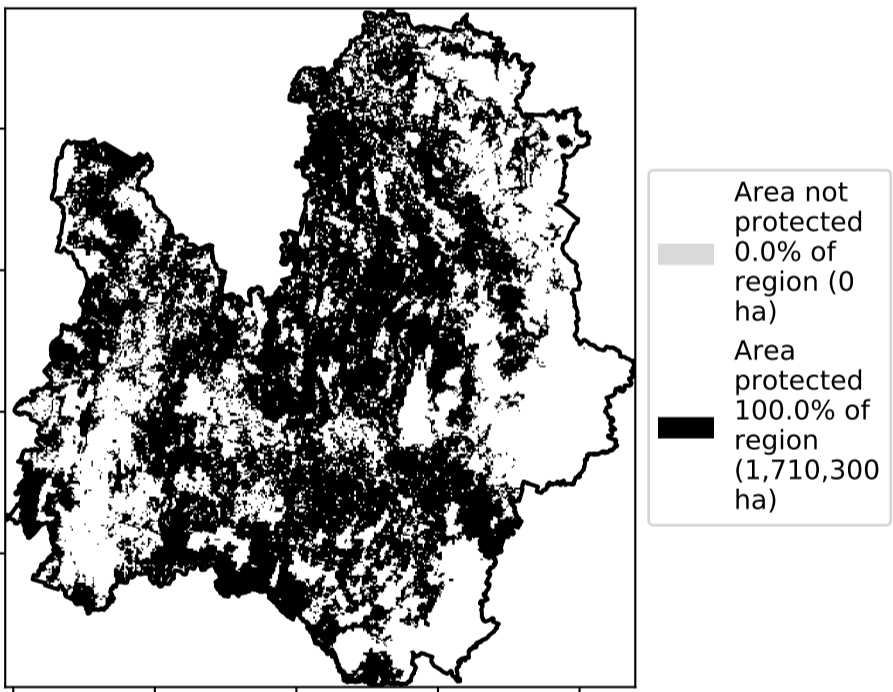 Area not
protected
0.0% of
region (0
ha)
Area
protected
100.0% of
region
(1,710,300
ha)